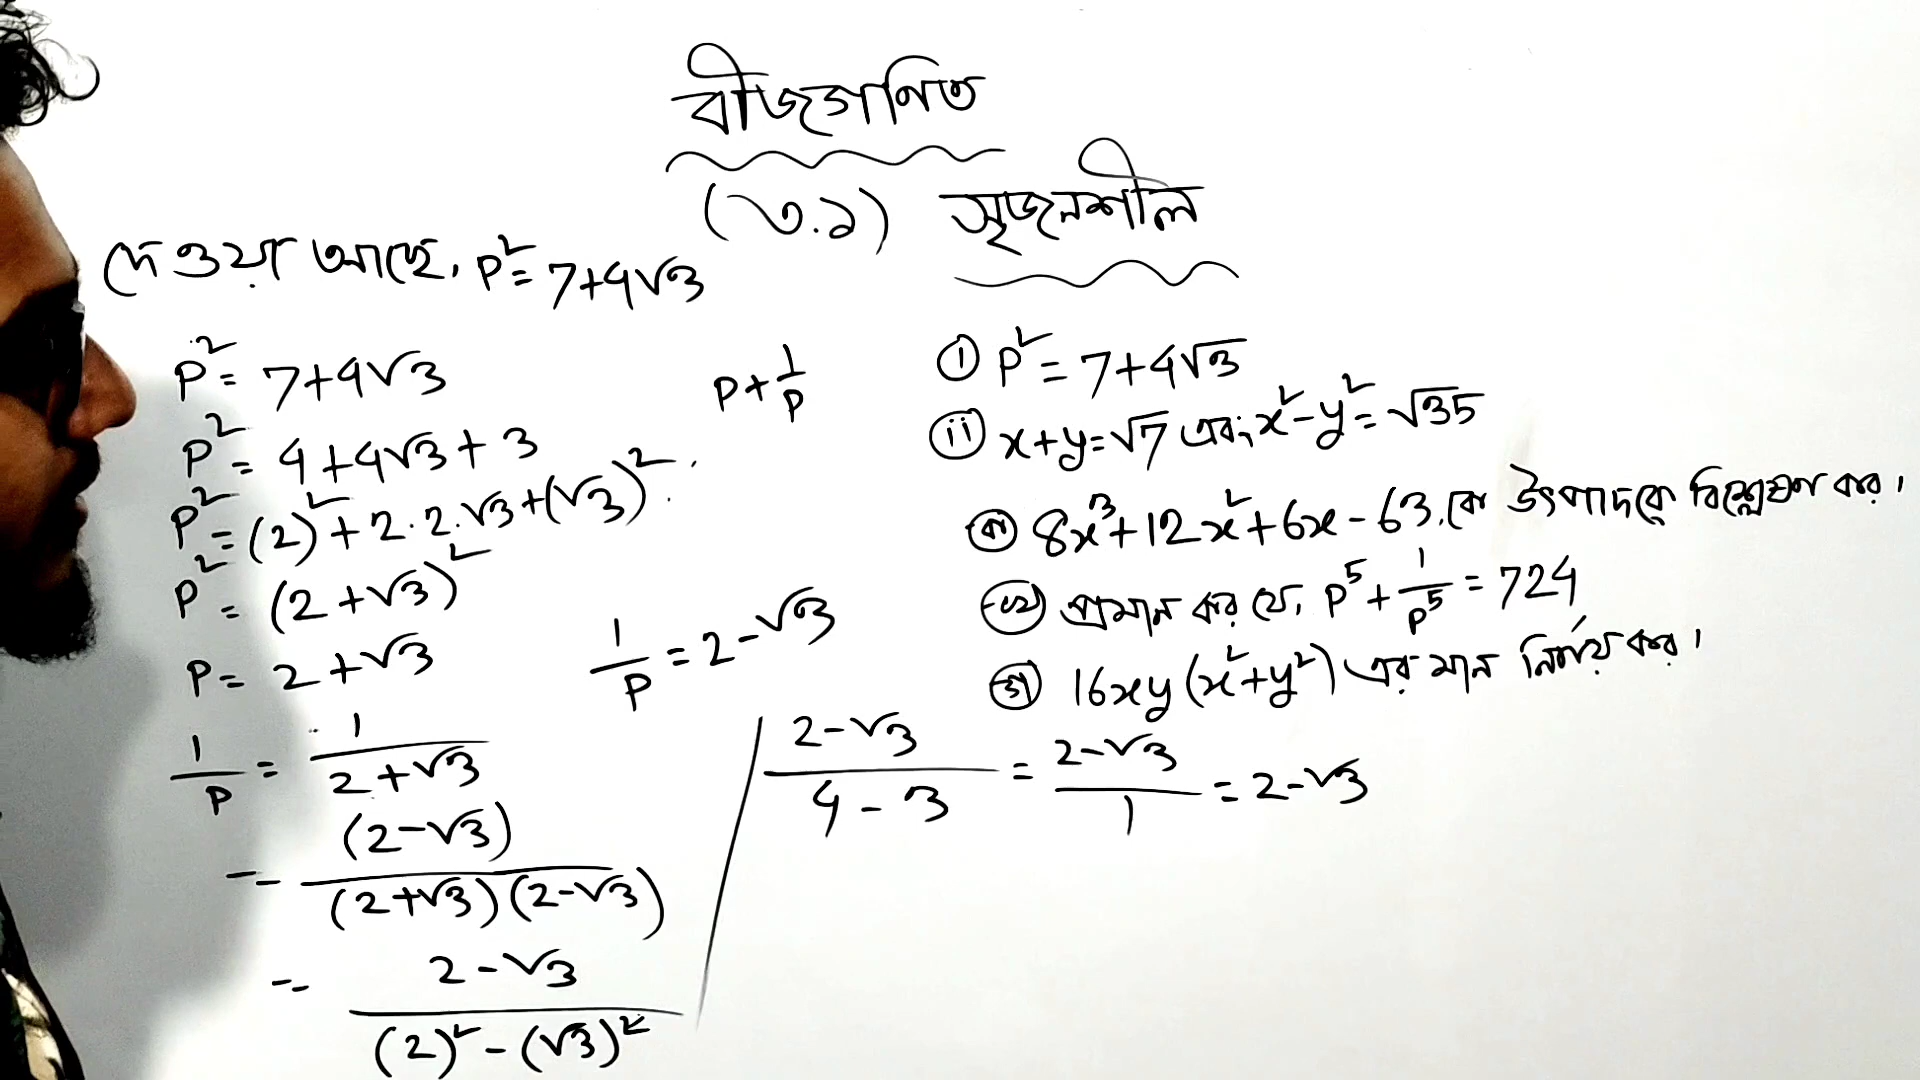 বীজগনিত
(৩.১) সৃজনশীল
দেওয়া আছে, P² = 7+4√3
P² = 7+4√3
P² = 4+4√3+3
P² = (2)²+2.2.√3+(√3)²
P² = (2+√3)²
P = 2+√3
1/P = 1/(2+√3)
= (2-√3)/((2+√3)(2-√3))
= (2-√3)/((2)²-(√3)²)
P+1/P
1/P = 2-√3
(2-√3)/(4-3) = (2-√3)/1 = 2-√3
(i) P² = 7+4√3
(ii) x+y=√7 এবং x²-y²=√35
(ক) 8x³+12x²+6x-63. কে উৎপাদকে বিশ্লেষণ কর।
(খ) প্রমান কর যে, P⁵+1/P⁵ = 724
(গ) 16xy(x²+y²) এর মান নির্ণয় কর।